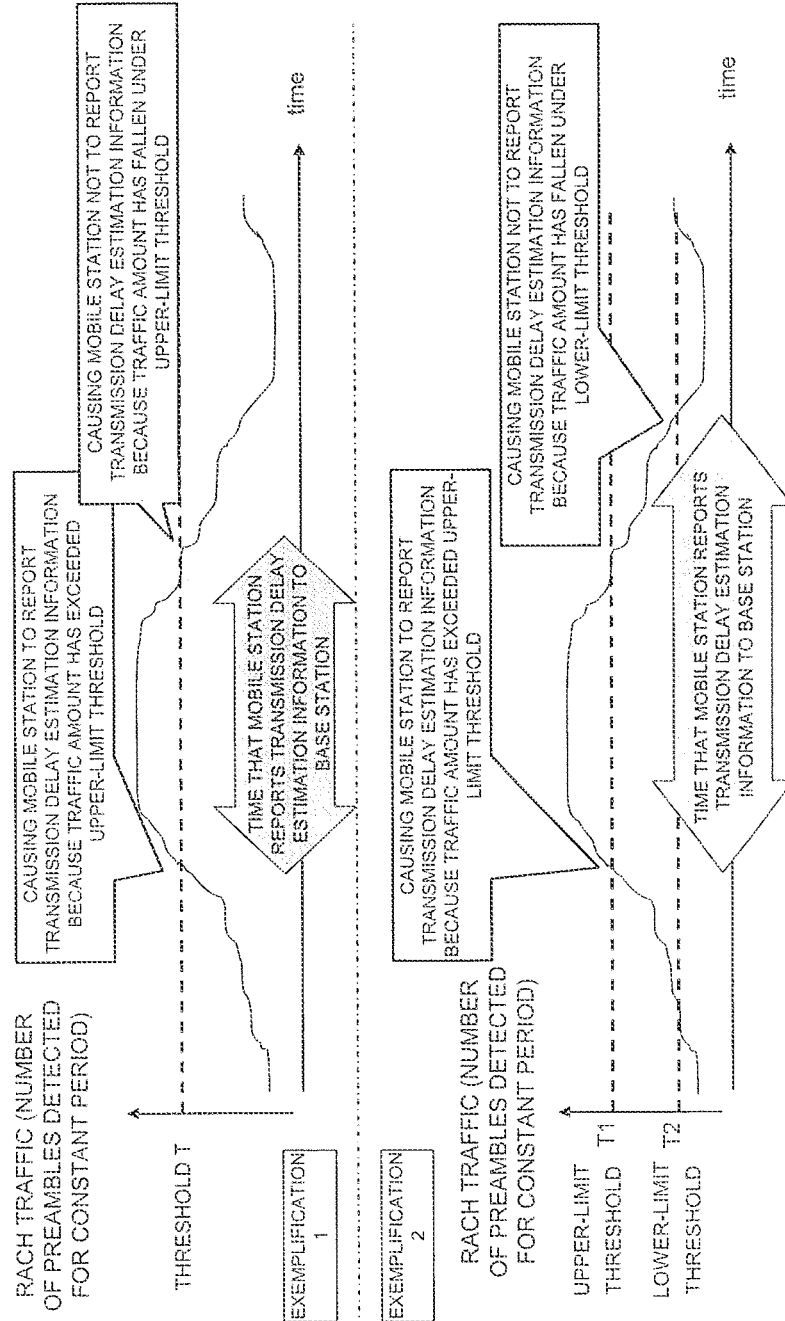 RACH TRAFFIC (NUMBER
OF PREAMBLES DETECTED
FOR CONSTANT PERIOD)
CAUSING MOBILE STATION TO REPORT
TRANSMISSION DELAY ESTIMATION INFORMATION
BECAUSE TRAFFIC AMOUNT HAS EXCEEDED
UPPER-LIMIT THRESHOLD
CAUSING MOBILE STATION NOT TO REPORT
TRANSMISSION DELAY ESTIMATION INFORMATION
BECAUSE TRAFFIC AMOUNT HAS FALLEN UNDER
UPPER-LIMIT THRESHOLD
THRESHOLD T
TIME THAT MOBILE STATION
REPORTS TRANSMISSION DELAY
ESTIMATION INFORMATION TO
BASE STATION
time
EXEMPLIFICATION
1
EXEMPLIFICATION
2
RACH TRAFFIC (NUMBER
OF PREAMBLES DETECTED
FOR CONSTANT PERIOD)
CAUSING MOBILE STATION TO REPORT
TRANSMISSION DELAY ESTIMATION INFORMATION
BECAUSE TRAFFIC AMOUNT HAS EXCEEDED UPPER-
LIMIT THRESHOLD
CAUSING MOBILE STATION NOT TO REPORT
TRANSMISSION DELAY ESTIMATION INFORMATION
BECAUSE TRAFFIC AMOUNT HAS FALLEN UNDER
LOWER-LIMIT THRESHOLD
UPPER-LIMIT
THRESHOLD T1
LOWER-LIMIT
THRESHOLD T2
TIME THAT MOBILE STATION REPORTS
TRANSMISSION DELAY ESTIMATION
INFORMATION TO BASE STATION
time